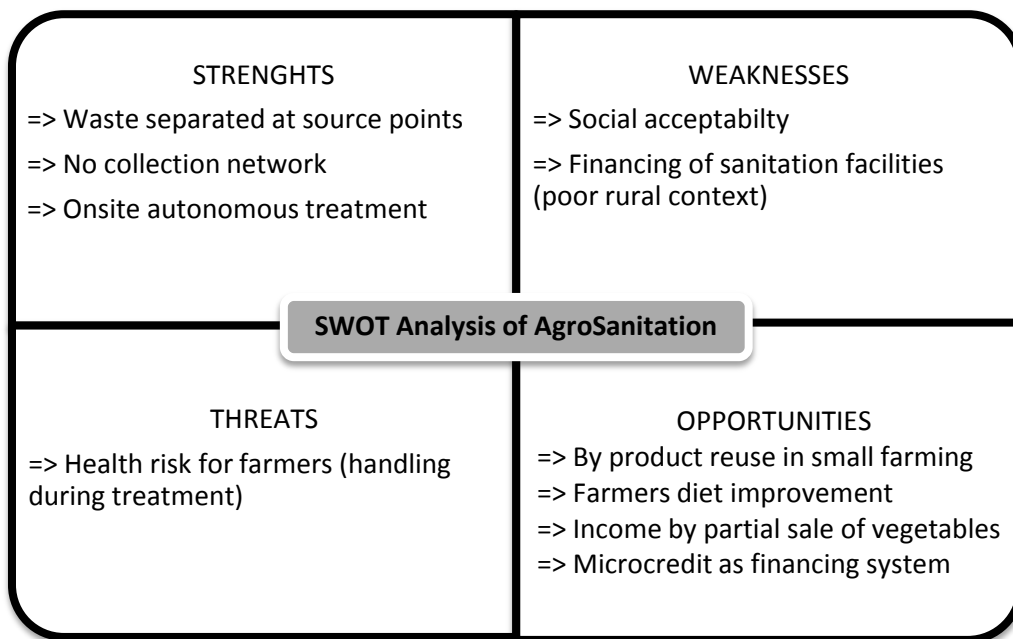 STRENGHTS
=> Waste separated at source points
=> No collection network
=> Onsite autonomous treatment
WEAKNESSES
=> Social acceptabilty
=> Financing of sanitation facilities
(poor rural context)
SWOT Analysis of AgroSanitation
THREATS
=> Health risk for farmers (handling
during treatment)
OPPORTUNITIES
=> By product reuse in small farming
=> Farmers diet improvement
=> Income by partial sale of vegetables
=> Microcredit as financing system